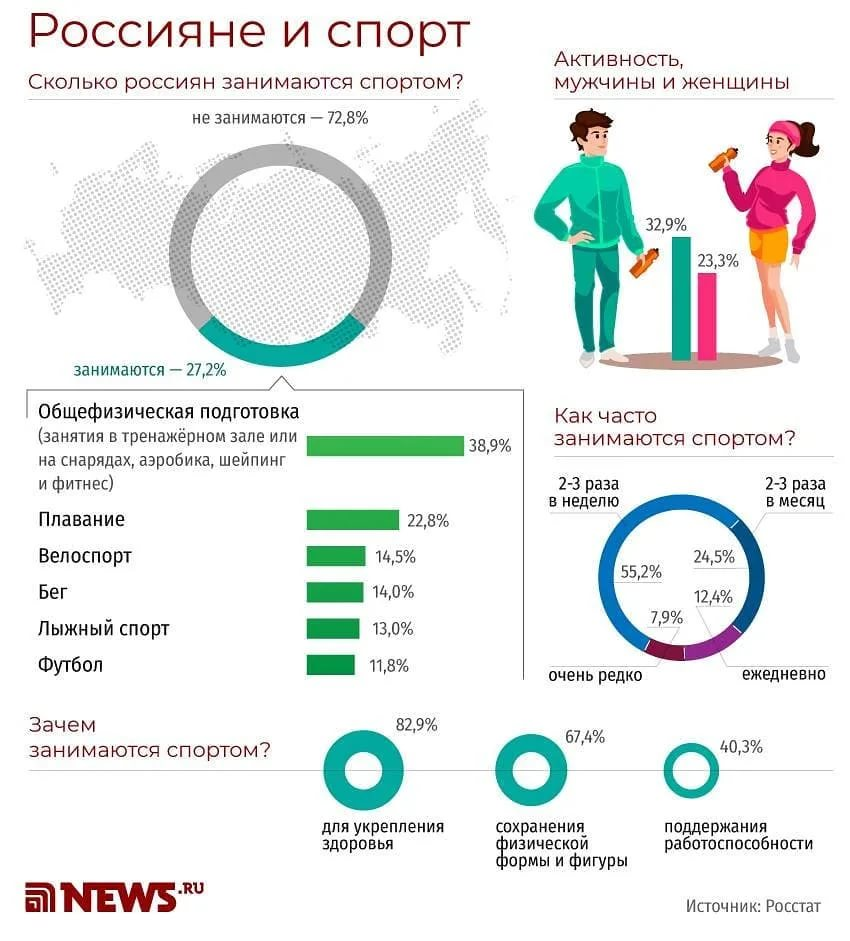 Россияне и спорт
Сколько россиян занимаются спортом?
не занимаются — 72,8%
занимаются — 27,2%
Общефизическая подготовка
(занятия в тренажёрном зале или
на снарядах, аэробика, шейпинг
и фитнес)
38,9%
Плавание
22,8%
Велоспорт
14,5%
Бег
14,0%
Лыжный спорт
13,0%
Футбол
11,8%
Активность,
мужчины и женщины
32,9%
23,3%
Как часто
занимаются спортом?
2-3 раза
в неделю
2-3 раза
в месяц
55,2%
24,5%
12,4%
7,9%
очень редко
ежедневно
Зачем
занимаются спортом?
82,9%
для укрепления
здоровья
67,4%
сохранения
физической
формы и фигуры
40,3%
поддержания
работоспособности
NEWS.RU
Источник: Росстат